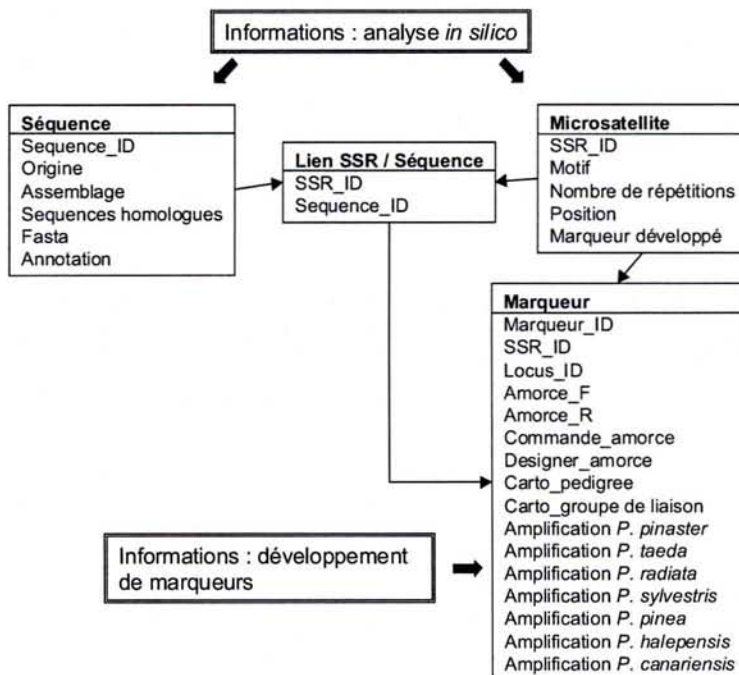 Informations : analyse in silico
Séquence
Sequence_ID
Origine
Assemblage
Sequences homologues
Fasta
Annotation
Lien SSR / Séquence
SSR_ID
Sequence_ID
Microsatellite
SSR_ID
Motif
Nombre de répétitions
Position
Marqueur développé
Marqueur
Marqueur_ID
SSR_ID
Locus_ID
Amorce_F
Amorce_R
Commande_amorce
Designer_amorce
Carto_pedigree
Carto_groupe de liaison
Amplification P. pinaster
Amplification P. taeda
Amplification P. radiata
Amplification P. sylvestris
Amplification P. pinea
Amplification P. halepensis
Amplification P. canariensis
Informations : développement
de marqueurs